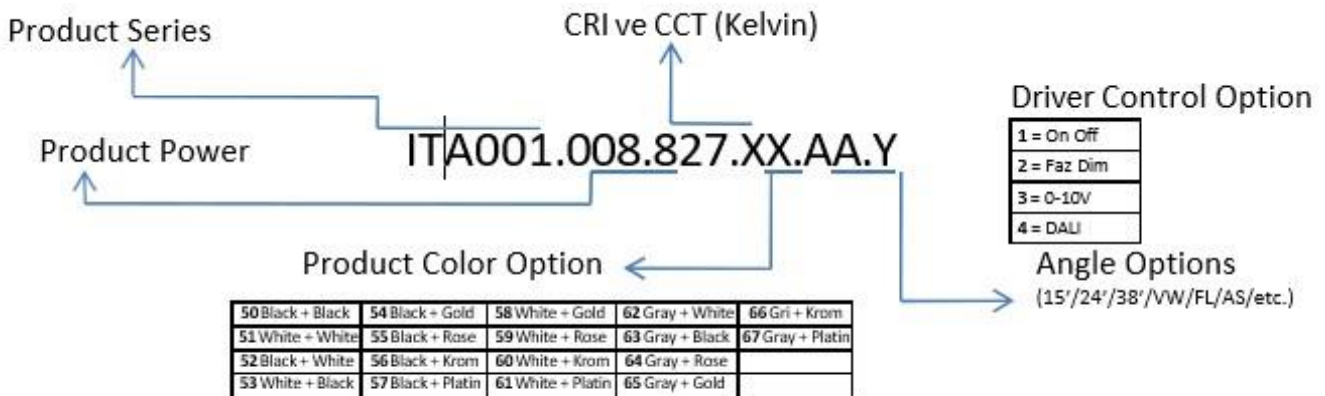 Product Series
CRI ve CCT (Kelvin)
Driver Control Option
1 = On Off
2 = Faz Dim
3 = 0-10V
4 = DALI
Product Power
ITA001.008.827.XX.AA.Y
Product Color Option
Angle Options
(15'/24'/38'/VW/FL/AS/etc.)
50 Black + Black 54 Black + Gold 58 White + Gold 62 Gray + White 66 Gri + Krom
51 White + White 55 Black + Rose 59 White + Rose 63 Gray + Black 67 Gray + Platin
52 Black + White 56 Black + Krom 60 White + Krom 64 Gray + Rose
53 White + Black 57 Black + Platin 61 White + Platin 65 Gray + Gold